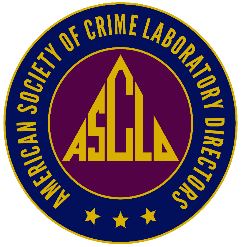 AMERICAN SOCIETY OF CRIME LABORATORY DIRECTORS
ASCLD